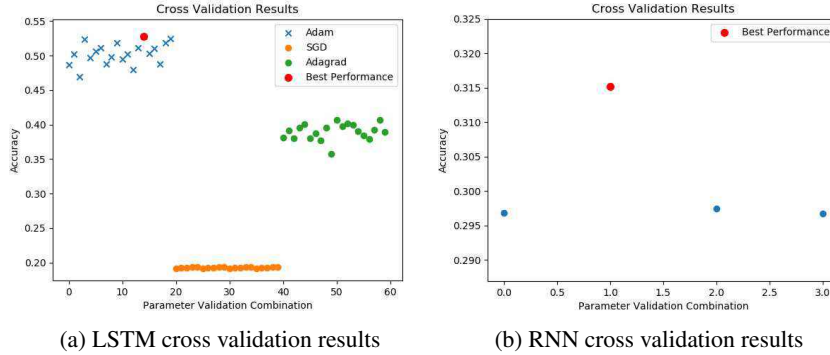 Cross Validation Results
0.55
0.50
0.45
0.40
0.35
0.30
0.25
0.20
Accuracy
Adam
SGD
Adagrad
Best Performance
0 10 20 30 40 50 60
Parameter Validation Combination
(a) LSTM cross validation results
Cross Validation Results
0.325
0.320
0.315
0.310
0.305
0.300
0.295
0.290
Accuracy
Best Performance
0.0 0.5 1.0 1.5 2.0 2.5 3.0
Parameter Validation Combination
(b) RNN cross validation results